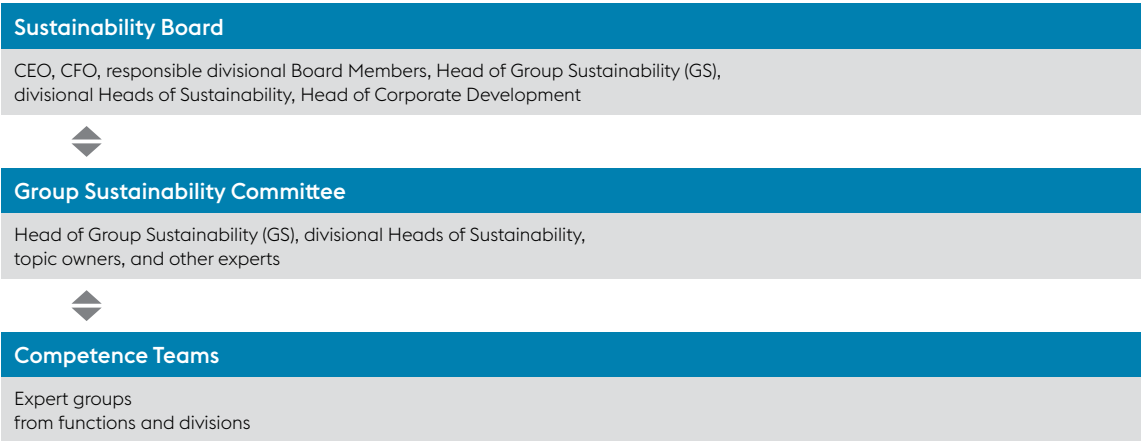 Sustainability Board
CEO, CFO, responsible divisional Board Members, Head of Group Sustainability (GS),
divisional Heads of Sustainability, Head of Corporate Development
Group Sustainability Committee
Head of Group Sustainability (GS), divisional Heads of Sustainability,
topic owners, and other experts
Competence Teams
Expert groups
from functions and divisions